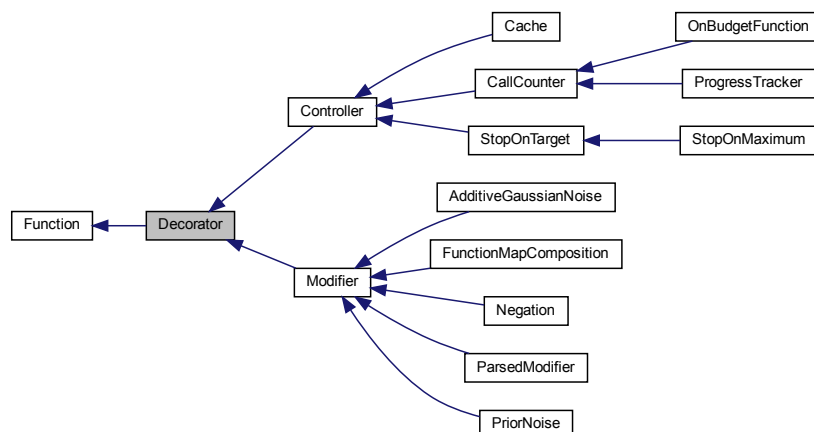 Cache
OnBudgetFunction
CallCounter
ProgressTracker
Controller
StopOnTarget
StopOnMaximum
AdditiveGaussianNoise
Function
Decorator
FunctionMapComposition
Modifier
Negation
ParsedModifier
PriorNoise